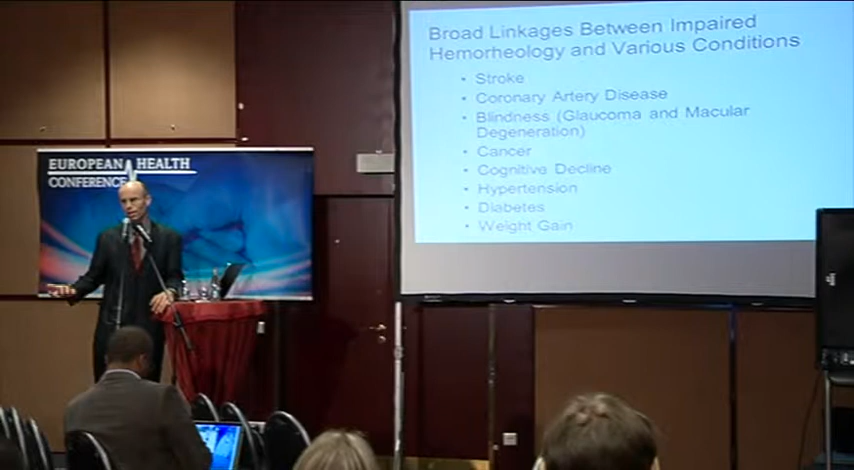 Broad Linkages Between Impaired
Hemorheology and Various Conditions
• Stroke
• Coronary Artery Disease
• Blindness (Glaucoma and Macular
Degeneration)
• Cancer
• Cognitive Decline
• Hypertension
• Diabetes
• Weight Gain
EUROPEAN HEALTH
CONFERENCE